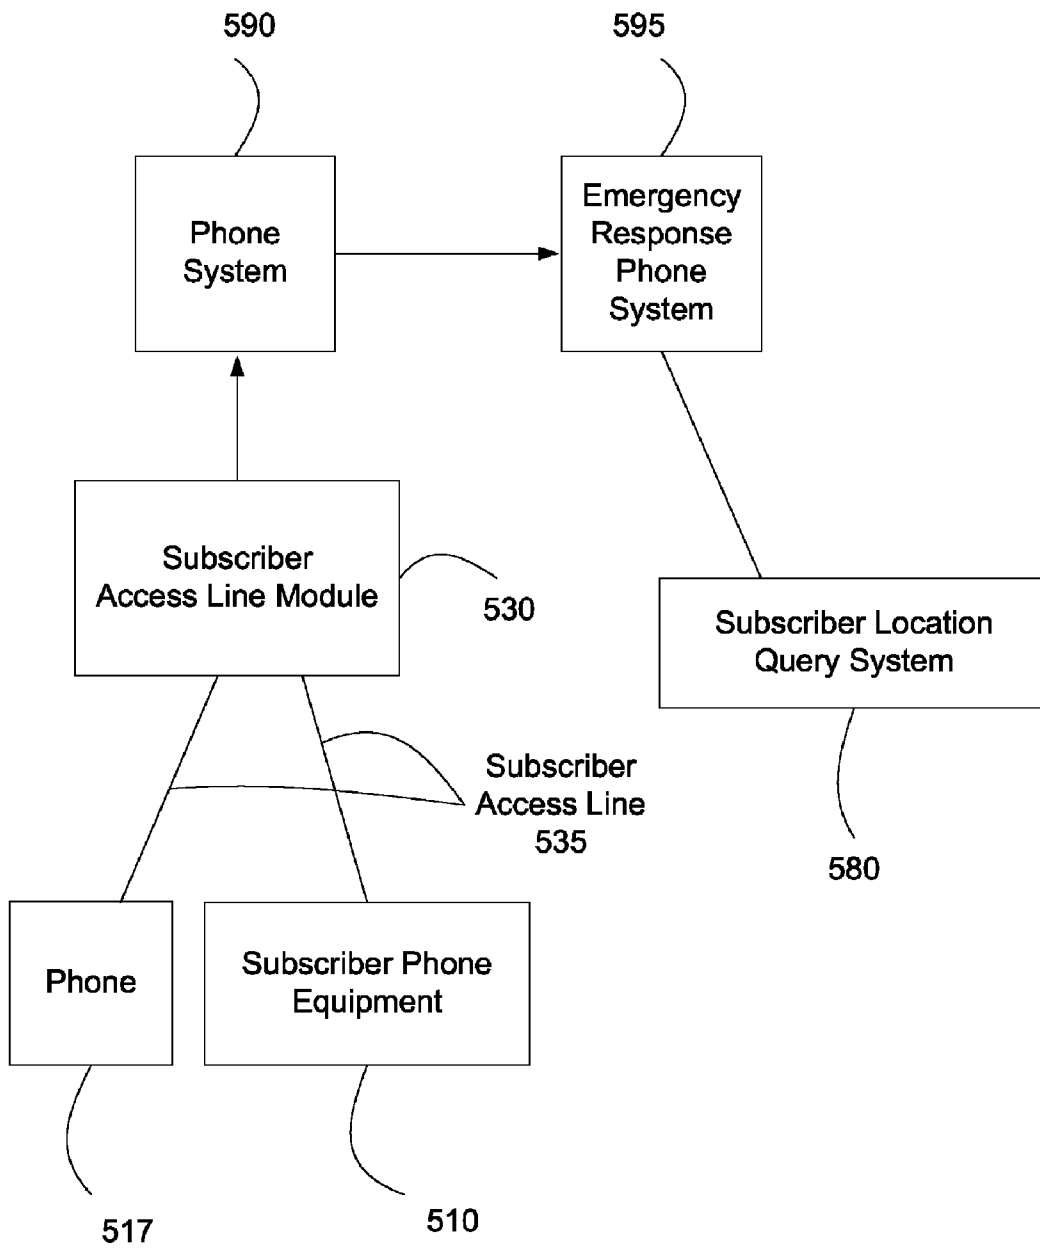 590
595
Phone
System
Emergency
Response
Phone
System
Subscriber
Access Line Module
530
Subscriber Location
Query System
580
Subscriber
Access Line
535
Phone
Subscriber Phone
Equipment
517
510